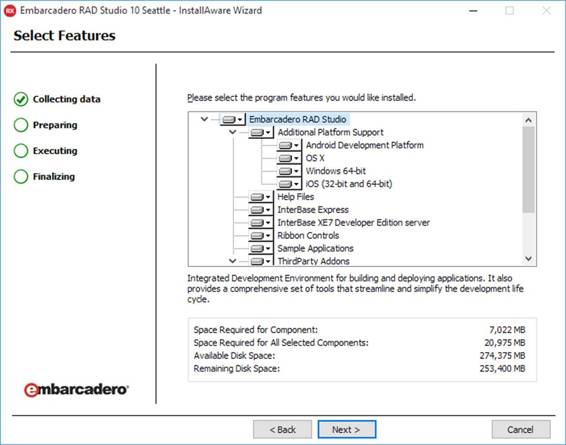 Embarcadero RAD Studio 10 Seattle - InstallAware Wizard
Select Features
Collecting data
Preparing
Executing
Finalizing
Please select the program features you would like installed.
Embarcadero RAD Studio
Additional Platform Support
Android Development Platform
OS X
Windows 64-bit
iOS (32-bit and 64-bit)
Help Files
InterBase Express
InterBase XE7 Developer Edition server
Ribbon Controls
Sample Applications
ThirdParty Addons
Integrated Development Environment for building and deploying applications. It also
provides a comprehensive set of tools that streamline and simplify the development life
cycle.
Space Required for Component: 7,022 MB
Space Required for All Selected Components: 20,975 MB
Available Disk Space: 274,375 MB
Remaining Disk Space: 253,400 MB
embarcadero®
< Back Next > Cancel